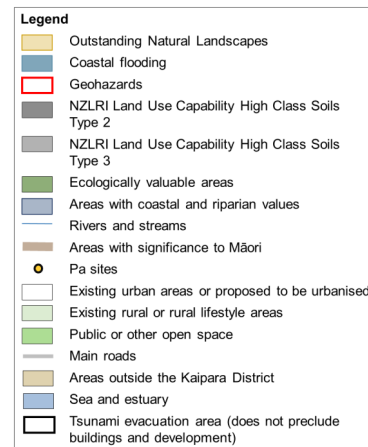 Legend
Outstanding Natural Landscapes
Coastal flooding
Geohazards
NZLRI Land Use Capability High Class Soils
Type 2
NZLRI Land Use Capability High Class Soils
Type 3
Ecologically valuable areas
Areas with coastal and riparian values
Rivers and streams
Areas with significance to Māori
Pa sites
Existing urban areas or proposed to be urbanised
Existing rural or rural lifestyle areas
Public or other open space
Main roads
Areas outside the Kaipara District
Sea and estuary
Tsunami evacuation area (does not preclude
buildings and development)